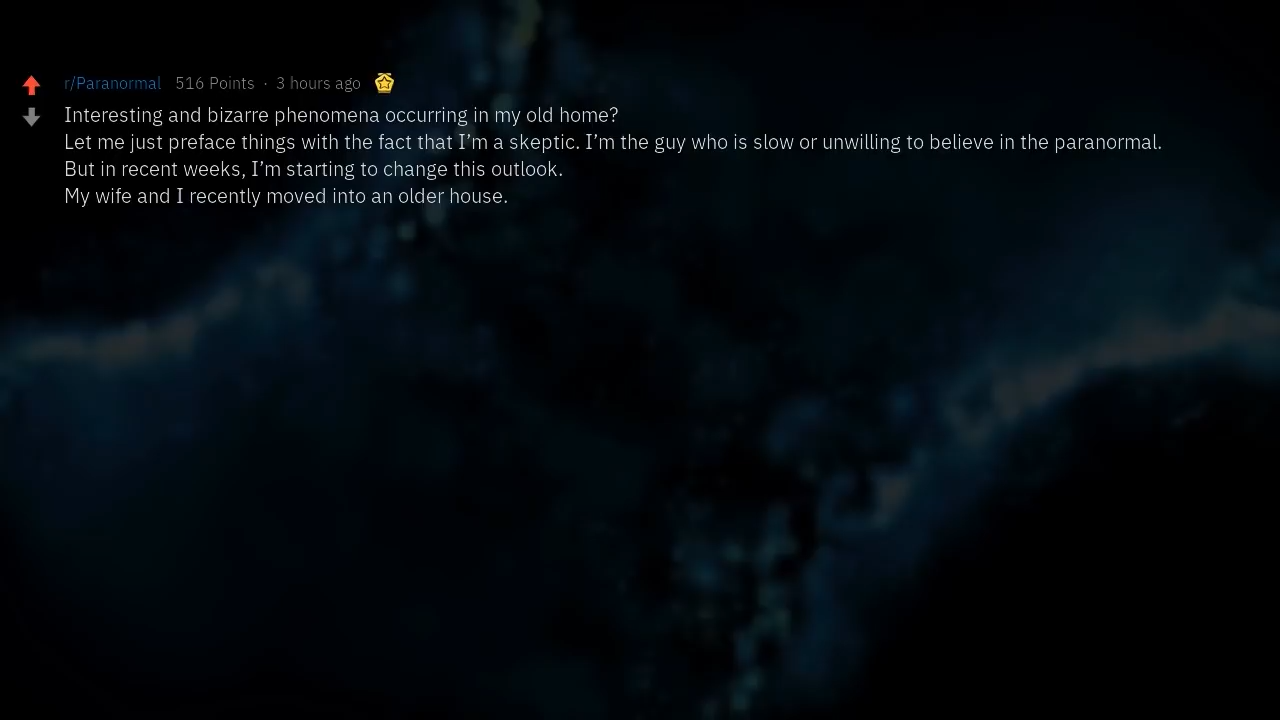 r/Paranormal 516 Points · 3 hours ago
Interesting and bizarre phenomena occurring in my old home?
Let me just preface things with the fact that I’m a skeptic. I’m the guy who is slow or unwilling to believe in the paranormal.
But in recent weeks, I’m starting to change this outlook.
My wife and I recently moved into an older house.